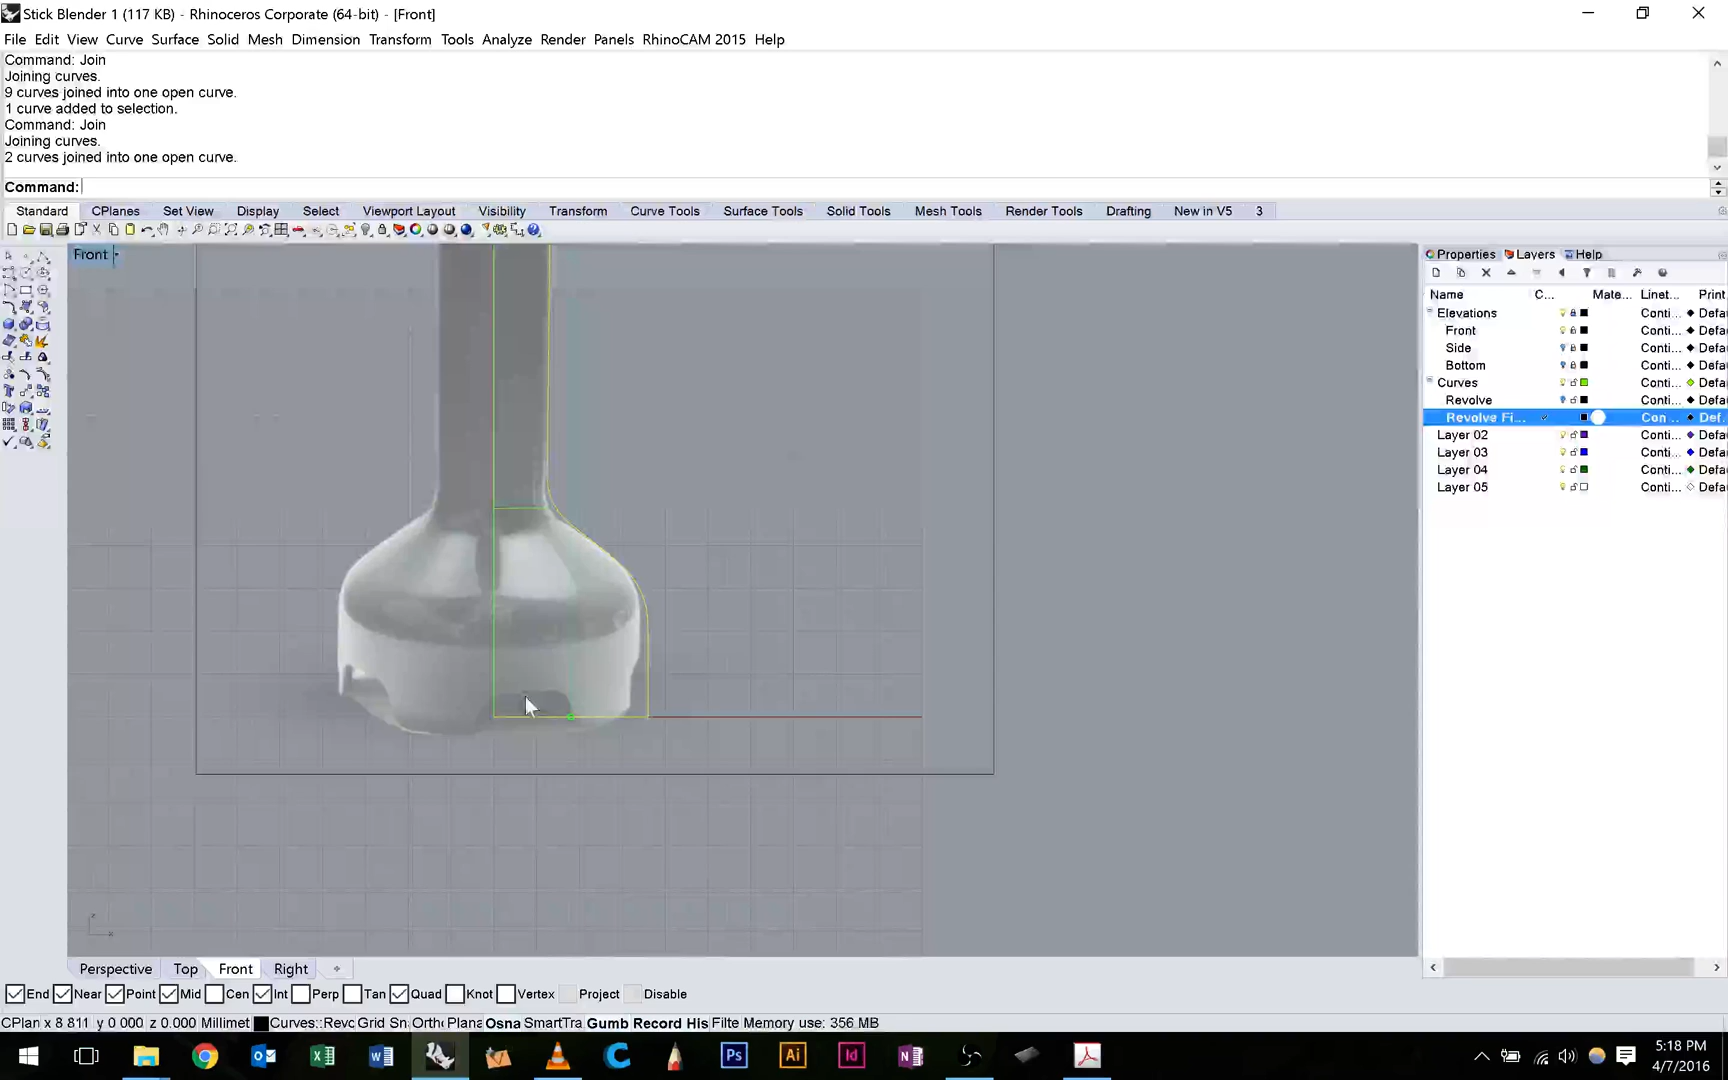 Stick Blender 1 (117 KB) - Rhinoceros Corporate (64-bit) - [Front]
File Edit View Curve Surface Solid Mesh Dimension Transform Tools Analyze Render Panels RhinoCAM 2015 Help
Command: Join
Joining curves.
9 curves joined into one open curve.
1 curve added to selection.
Command: Join
Joining curves.
2 curves joined into one open curve.
Command:
Standard CPlanes Set View Display Select Viewport Layout Visibility Transform Curve Tools Surface Tools Solid Tools Mesh Tools Render Tools Drafting New in V5 3
Front
Properties Layers Help
Name C... Mate... Linet... Print
Elevations Conti... Defa
Front Conti... Defa
Side Conti... Defa
Bottom Conti... Defa
Curves Conti... Defa
Revolve Conti... Defa
Revolve Fi... Con ... Def.
Layer 02 Conti... Defa
Layer 03 Conti... Defa
Layer 04 Conti... Defa
Layer 05 Conti... Defa
z
x
Perspective Top Front Right
End Near Point Mid Cen Int Perp Tan Quad Knot Vertex Project Disable
CPlan x 8 811 y 0 000 z 0.000 Millimet Curves::Revc Grid Sn Orth Plana Osna SmartTra Gumb Record His Filte Memory use: 356 MB
Ps Ai Id
5:18 PM
4/7/2016